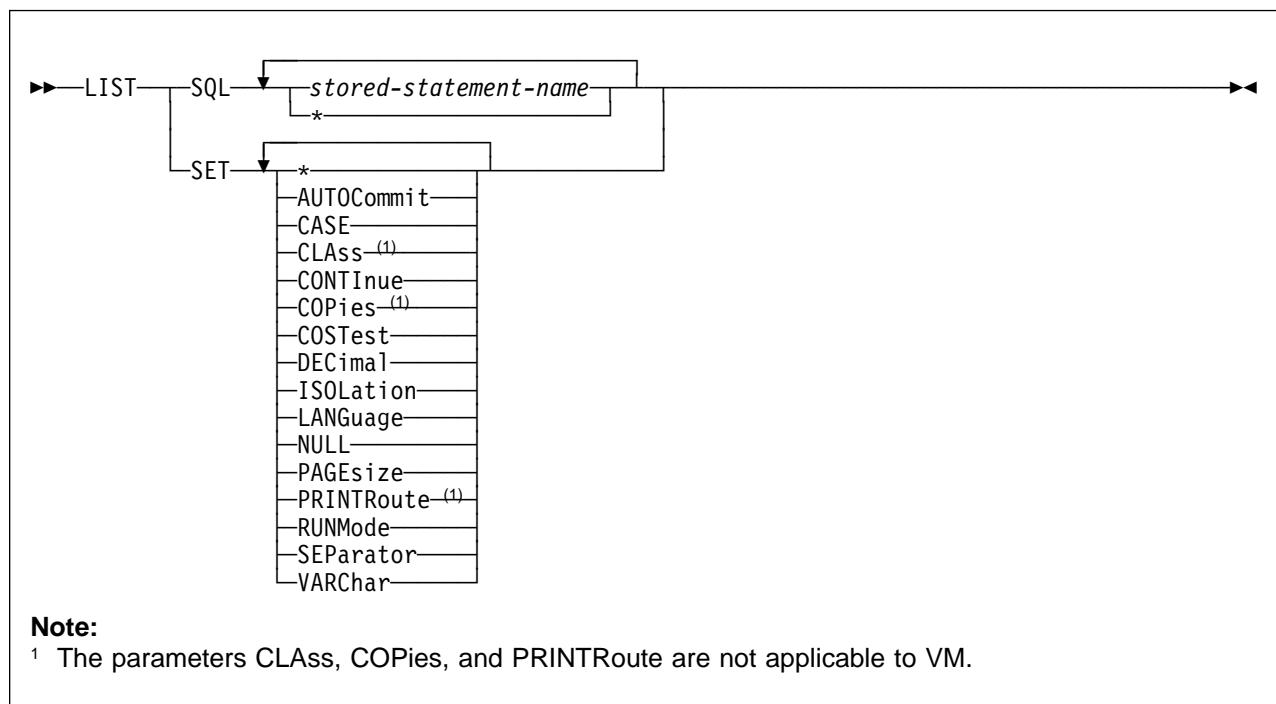 LIST SQL stored-statement-name
*
SET *
AUTOCommit
CASE
CLAss (1)
CONTInue
COPies (1)
COSTest
DECimal
ISOLation
LANGuage
NULL
PAGEsize
PRINTRoute (1)
RUNMode
SEParator
VARChar
Note:
1 The parameters CLAss, COPies, and PRINTRoute are not applicable to VM.